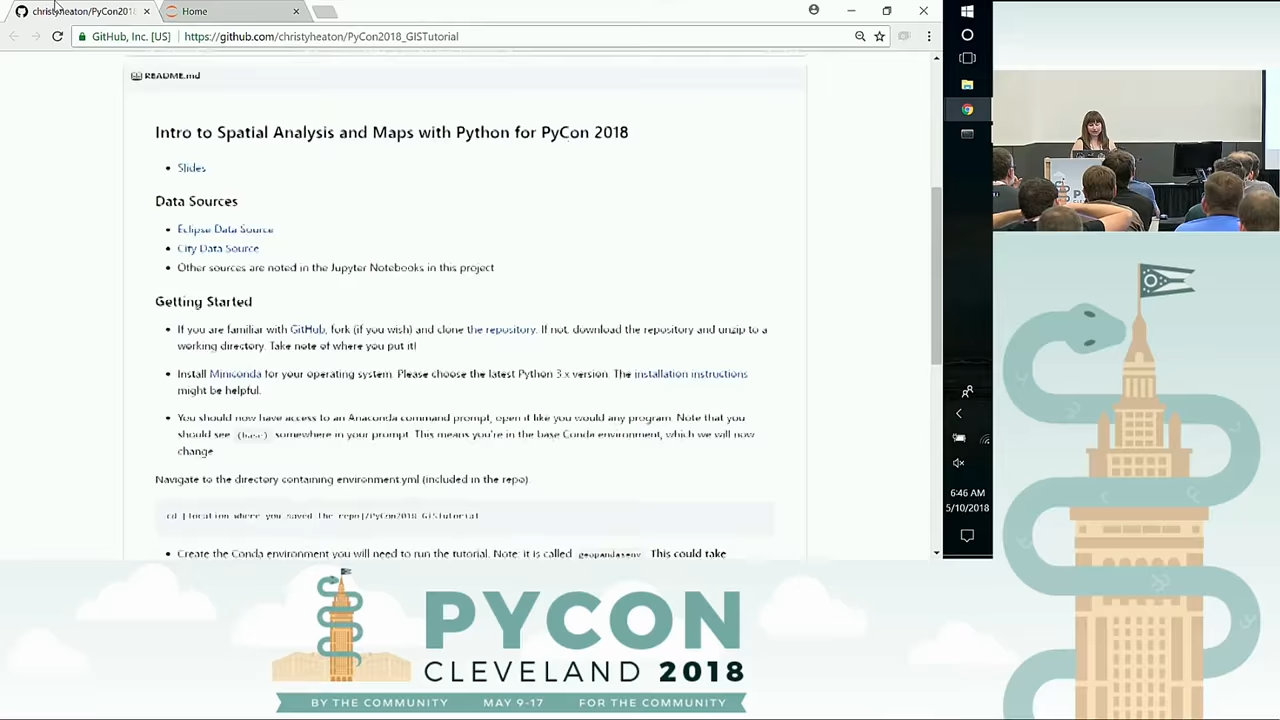 christyheaton/PyCon2018
Home
GitHub, Inc. [US]
https://github.com/christyheaton/PyCon2018_GISTutorial
README.md
Intro to Spatial Analysis and Maps with Python for PyCon 2018
Slides
Data Sources
Eclipse Data Source
City Data Source
Other sources are noted in the Jupyter Notebooks in this project
Getting Started
If you are familiar with GitHub, fork (if you wish) and clone the repository. If not, download the repository and unzip to a
working directory. Take note of where you put it!
Install Miniconda for your operating system. Please choose the latest Python 3.x version. The installation instructions
might be helpful.
You should now have access to an Anaconda command prompt, open it like you would any program. Note that you
should see (base) somewhere in your prompt. This means you're in the base Conda environment, which we will now
change
Navigate to the directory containing environment.yml (included in the repo).
cd [location where you saved the repo]/PyCon2018_GISTutorial
Create the Conda environment you will need to run the tutorial. Note: it is called geopandasenv. This could take
6:46 AM
5/10/2018
PYCON
CLEVELAND 2018
BY THE COMMUNITY MAY 9-17 FOR THE COMMUNITY